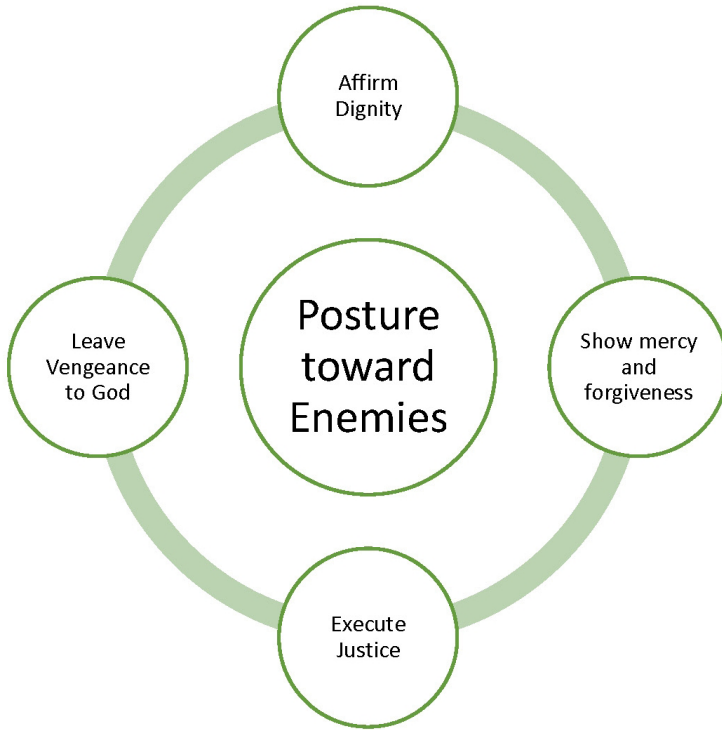 Affirm
Dignity
Posture
toward
Enemies
Leave
Vengeance
to God
Show mercy
and
forgiveness
Execute
Justice